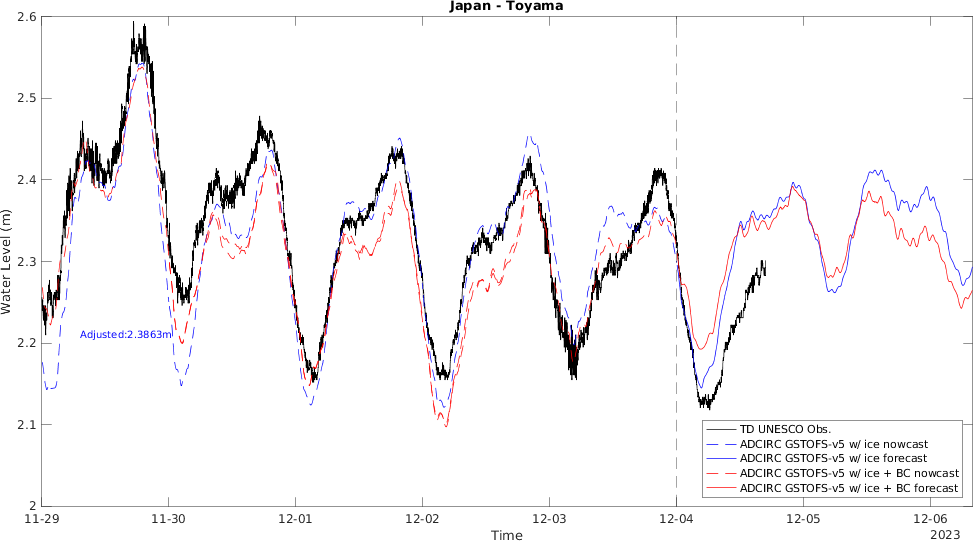 Japan - Toyama
2.6
2.5
2.4
2.3
2.2
2.1
2
Water Level (m)
Adjusted:2.3863m
TD UNESCO Obs.
ADCIRC GSTOFS-v5 w/ ice nowcast
ADCIRC GSTOFS-v5 w/ ice forecast
ADCIRC GSTOFS-v5 w/ ice + BC nowcast
ADCIRC GSTOFS-v5 w/ ice + BC forecast
11-29 11-30 12-01 12-02 12-03 12-04 12-05 12-06
Time
2023